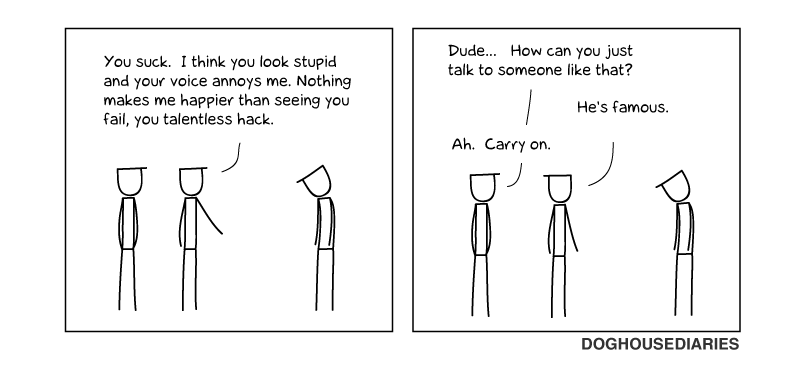 You suck. I think you look stupid
and your voice annoys me. Nothing
makes me happier than seeing you
fail, you talentless hack.
Dude... How can you just
talk to someone like that?
He's famous.
Ah. Carry on.
DOGHOUSEDIARIES